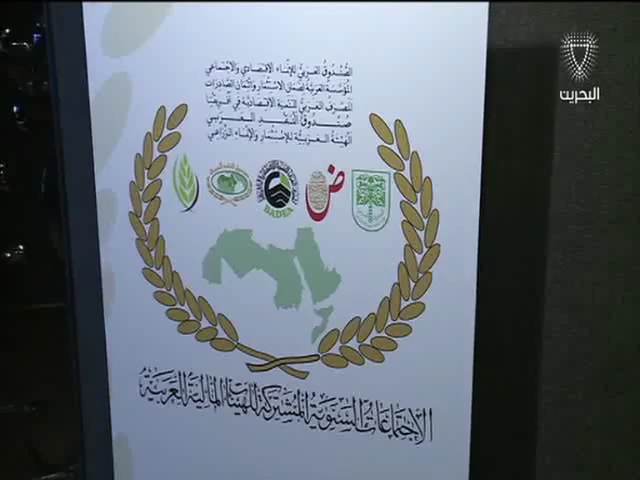 الصندوق العربي للإنماء الاقتصادي والاجتماعي
المؤسسة العربية لضمان الاستثمار وائتمان الصادرات
المصرف العربي للتنمية الاقتصادية في أفريقيا
صندوق النقد العربي
الهيئة العربية للاستثمار والإنماء الزراعي
ض
BADEA
الاجتماعات السنوية المشتركة للهيئات المالية العربية
البحرين